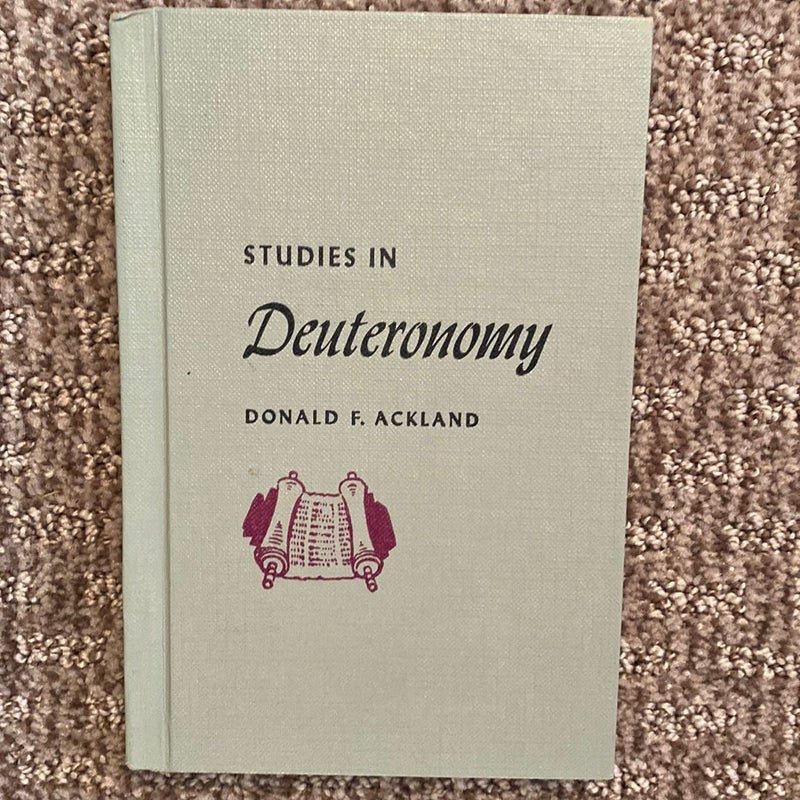 STUDIES IN
Deuteronomy
DONALD F. ACKLAND